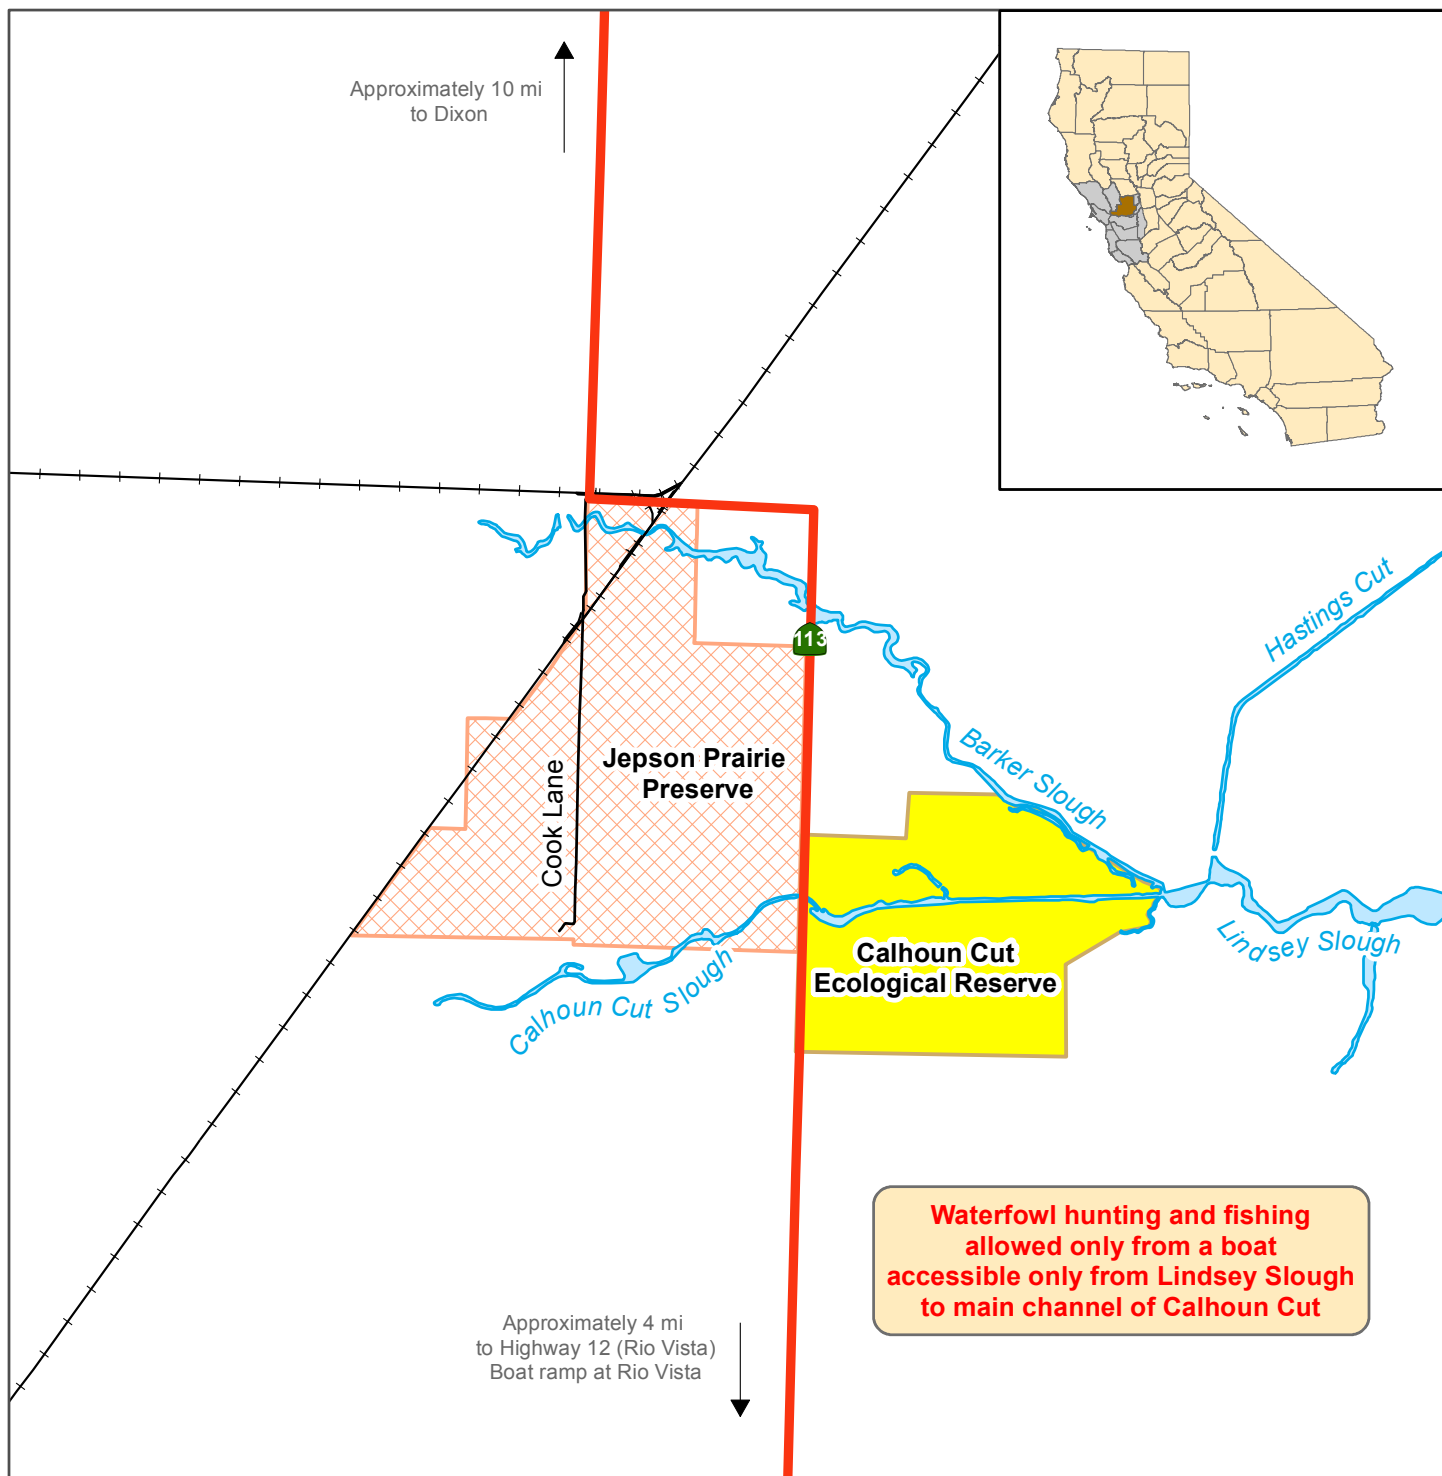 Approximately 10 mi
to Dixon
113
Hastings Cut
Barker Slough
Jepson Prairie
Preserve
Cook Lane
Lindsey Slough
Calhoun Cut
Ecological Reserve
Calhoun Cut Slough
Waterfowl hunting and fishing
allowed only from a boat
accessible only from Lindsey Slough
to main channel of Calhoun Cut
Approximately 4 mi
to Highway 12 (Rio Vista)
Boat ramp at Rio Vista